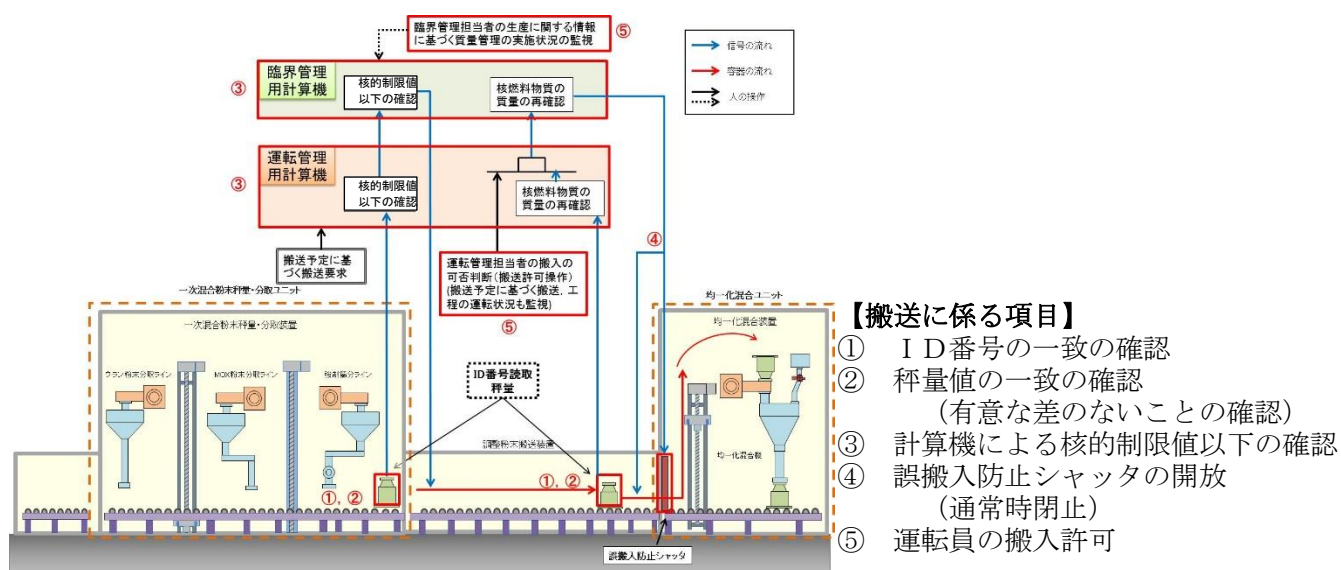 臨界管理担当者の生産に関する情報
に基づく質量管理の実施状況の監視
⑤
信号の流れ
容器の流れ
人の操作
臨界管理
用計算機
③
核的制限値
以下の確認
核燃料物質の
質量の再確認
運転管理
用計算機
③
核的制限値
以下の確認
核燃料物質の
質量の再確認
④
搬送予定に基
づく搬送要求
運転管理担当者の搬入の
可否判断(搬送許可操作)
(搬送予定に基づく搬送，工
程の運転状況も監視)
⑤
一次混合粉末秤量・分取ユニット
均一化混合ユニット
一次混合粉末秤量・分取装置
均一化混合装置
ウラン粉末分取ライン
MOX粉末分取ライン
ID番号読取
秤量
調整粉末搬送装置
均一化混合機
①，②
①，②
誤搬入防止シャッタ
【搬送に係る項目】
① ＩＤ番号の一致の確認
② 秤量値の一致の確認
（有意な差のないことの確認）
③ 計算機による核的制限値以下の確認
④ 誤搬入防止シャッタの開放
（通常時閉止）
⑤ 運転員の搬入許可